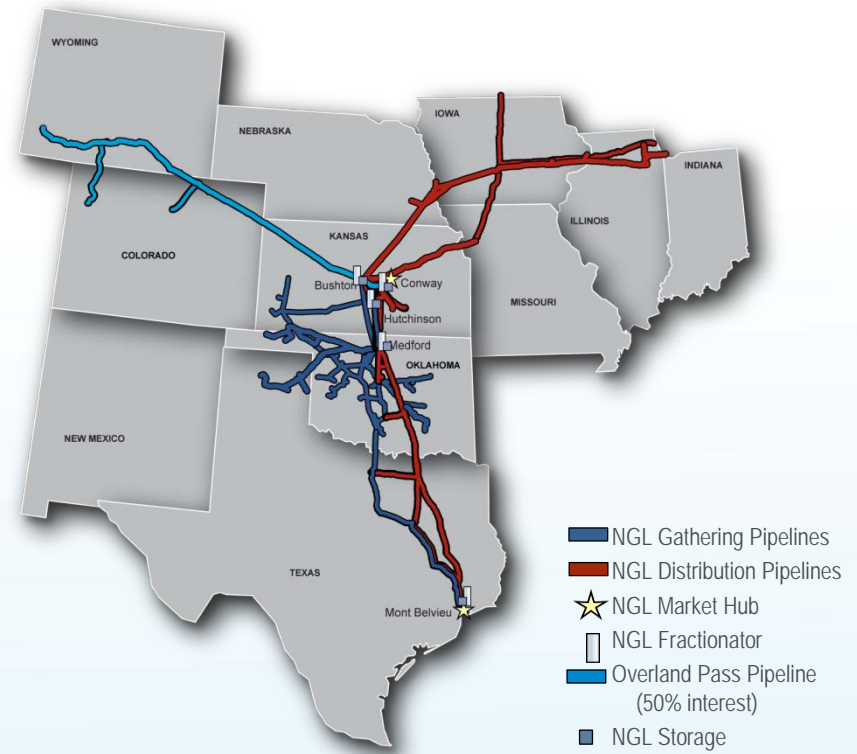 WYOMING
IOWA
NEBRASKA
INDIANA
ILLINOIS
KANSAS
COLORADO
Bushton
Conway
MISSOURI
Hutchinson
Medford
OKLAHOMA
NEW MEXICO
TEXAS
Mont Belvieu
NGL Gathering Pipelines
NGL Distribution Pipelines
NGL Market Hub
NGL Fractionator
Overland Pass Pipeline
(50% interest)
NGL Storage